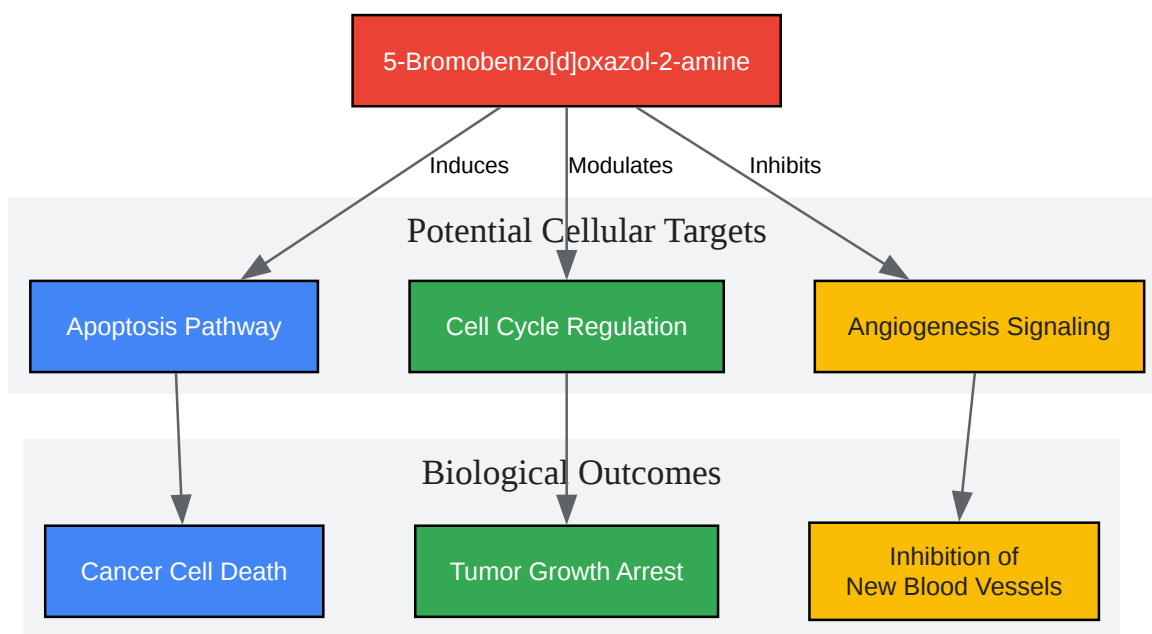 5-Bromobenzo[d]oxazol-2-amine
Induces
Modulates
Inhibits
Potential Cellular Targets
Apoptosis Pathway
Cell Cycle Regulation
Angiogenesis Signaling
Biological Outcomes
Cancer Cell Death
Tumor Growth Arrest
Inhibition of
New Blood Vessels